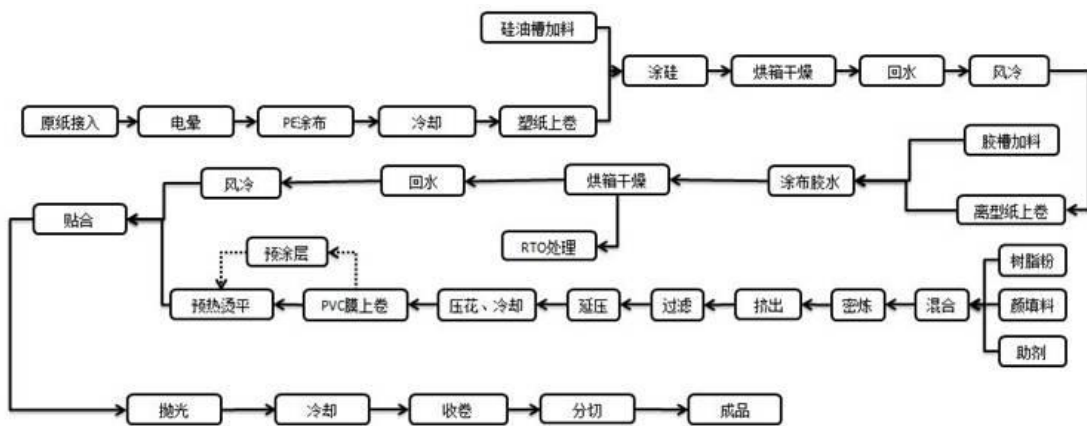 硅油槽加料
涂硅
烘箱干燥
回水
风冷
原纸接入
电晕
PE涂布
冷却
塑纸上卷
胶槽加料
风冷
回水
烘箱干燥
涂布胶水
离型纸上卷
贴合
RTO处理
预涂层
树脂粉
预热烫平
PVC膜上卷
压花、冷却
延压
过滤
挤出
密炼
混合
颜填料
助剂
抛光
冷却
收卷
分切
成品